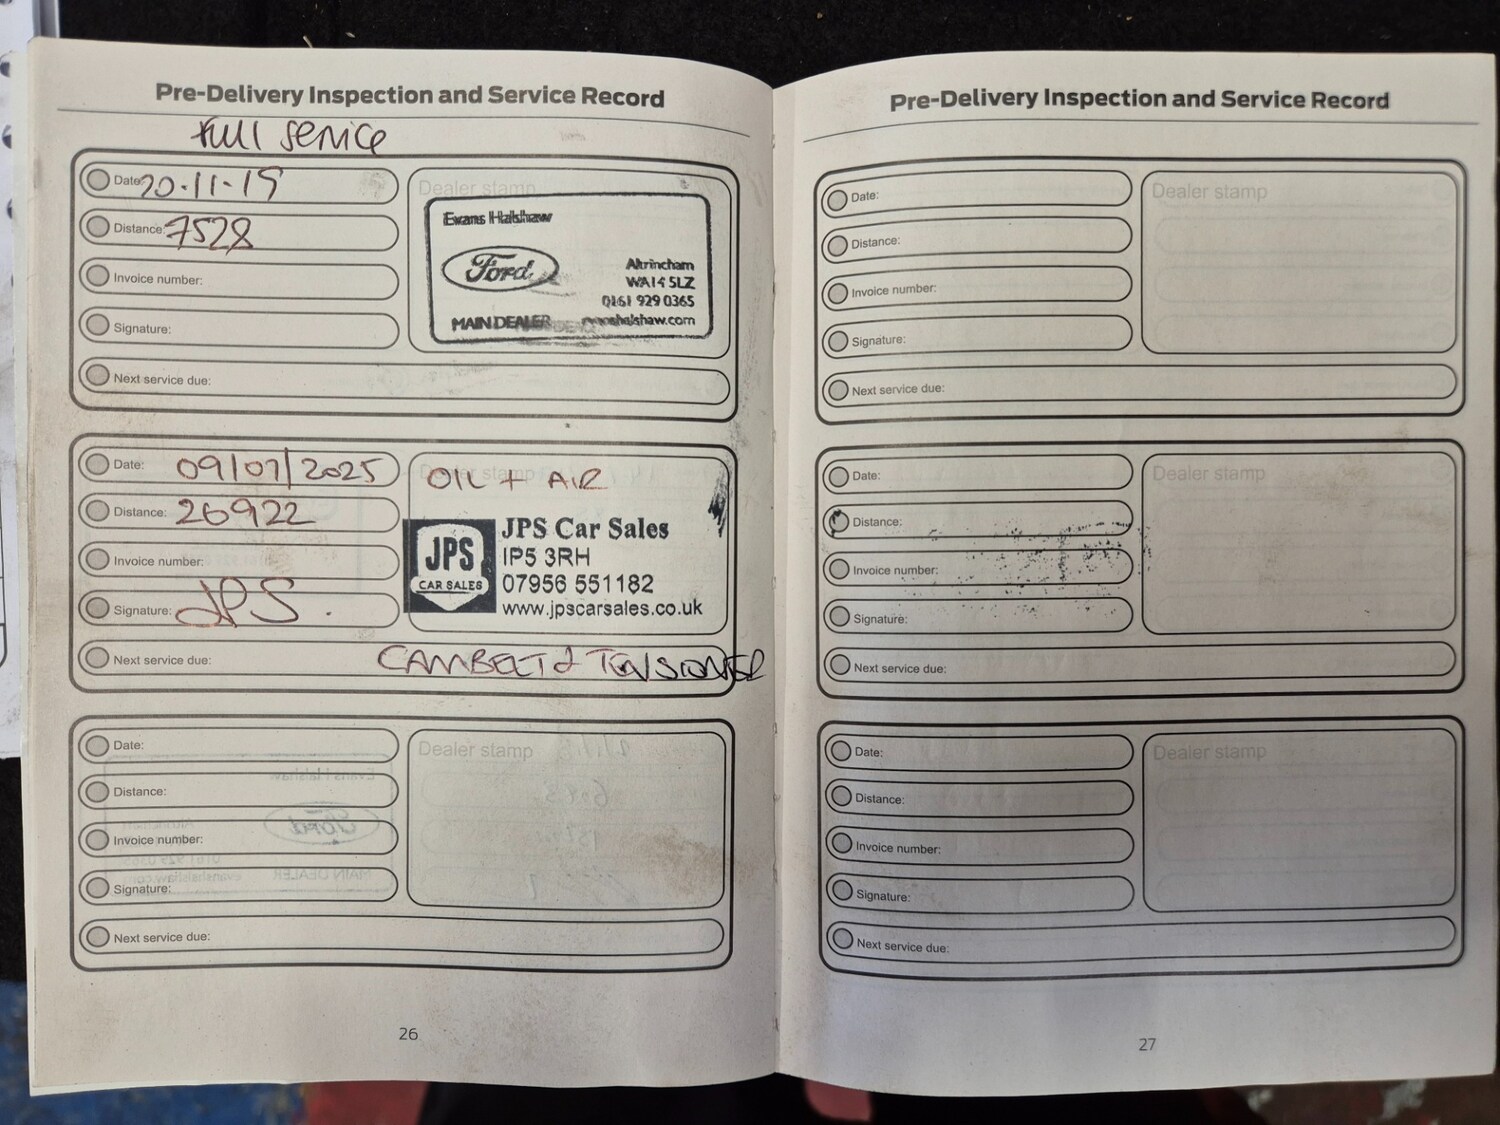 Pre-Delivery Inspection and Service Record
Full Service
Date: 20.11.19
Distance: 7528
Invoice number:
Signature:
Next service due:
Dealer stamp
Evans Halshaw
Ford
Altrincham
WA14 5LZ
0161 929 0365
MAIN DEALER evanshalshaw.com
Date: 09/07/2025
Distance: 26922
Invoice number:
Signature: JPS.
Next service due: CAMBELT & TENSIONER
Dealer stamp
OIL + AIR
JPS
CAR SALES
JPS Car Sales
IP5 3RH
07956 551182
www.jpscarsales.co.uk
Date:
Distance:
Invoice number:
Signature:
Next service due:
Dealer stamp
26
Pre-Delivery Inspection and Service Record
Date:
Distance:
Invoice number:
Signature:
Next service due:
Dealer stamp
Date:
Distance:
Invoice number:
Signature:
Next service due:
Dealer stamp
Date:
Distance:
Invoice number:
Signature:
Next service due:
Dealer stamp
27